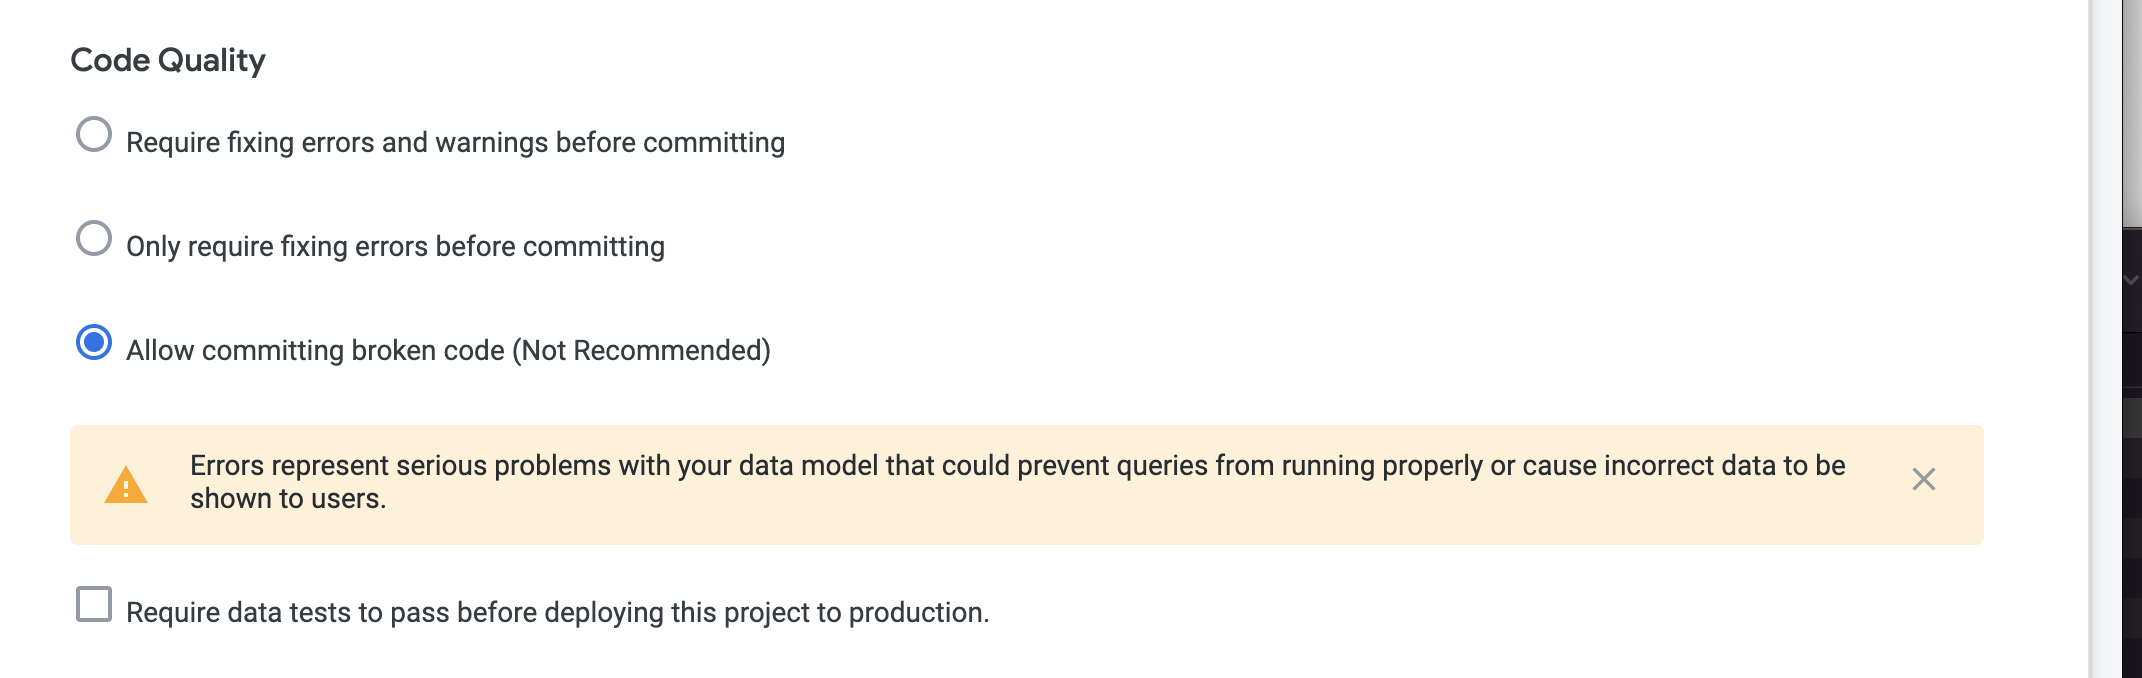 Code Quality
Require fixing errors and warnings before committing
Only require fixing errors before committing
Allow committing broken code (Not Recommended)
Errors represent serious problems with your data model that could prevent queries from running properly or cause incorrect data to be
shown to users.
Require data tests to pass before deploying this project to production.